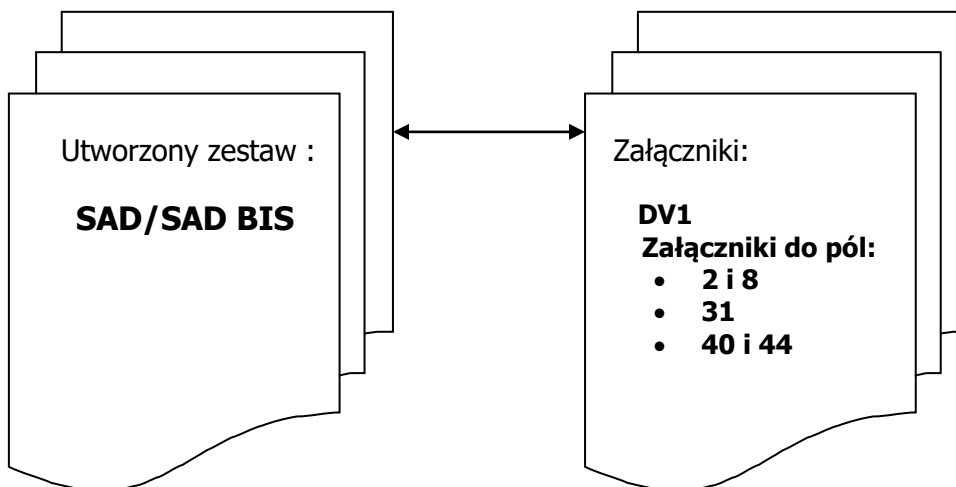 Utworzony zestaw :
SAD/SAD BIS
Załączniki:
DV1
Załączniki do pól:
• 2 i 8
• 31
• 40 i 44